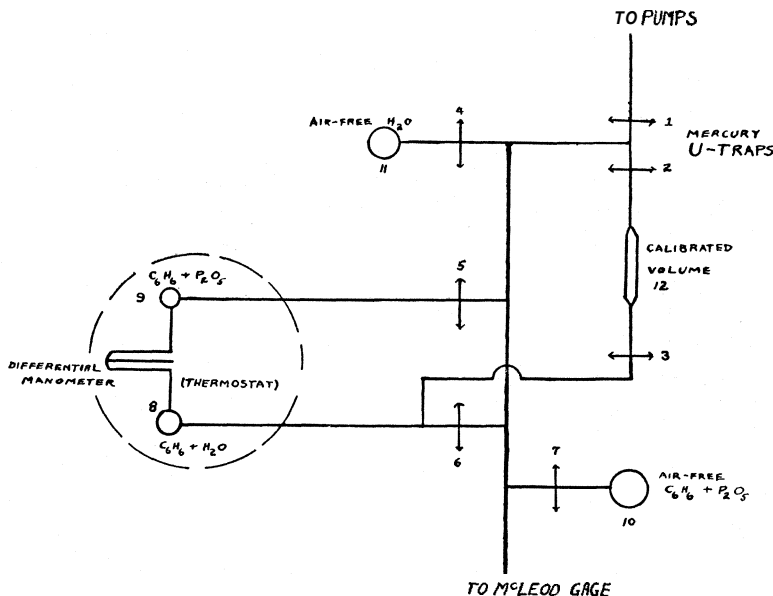 TO PUMPS
1
MERCURY
U-TRAPS
2
4
AIR-FREE H₂O
11
CALIBRATED
VOLUME
12
5
C₆H₆ + P₂O₅
9
3
DIFFERENTIAL
MANOMETER
(THERMOSTAT)
8
C₆H₆ + H₂O
6
7
AIR-FREE
C₆H₆ + P₂O₅
10
TO McLEOD GAGE